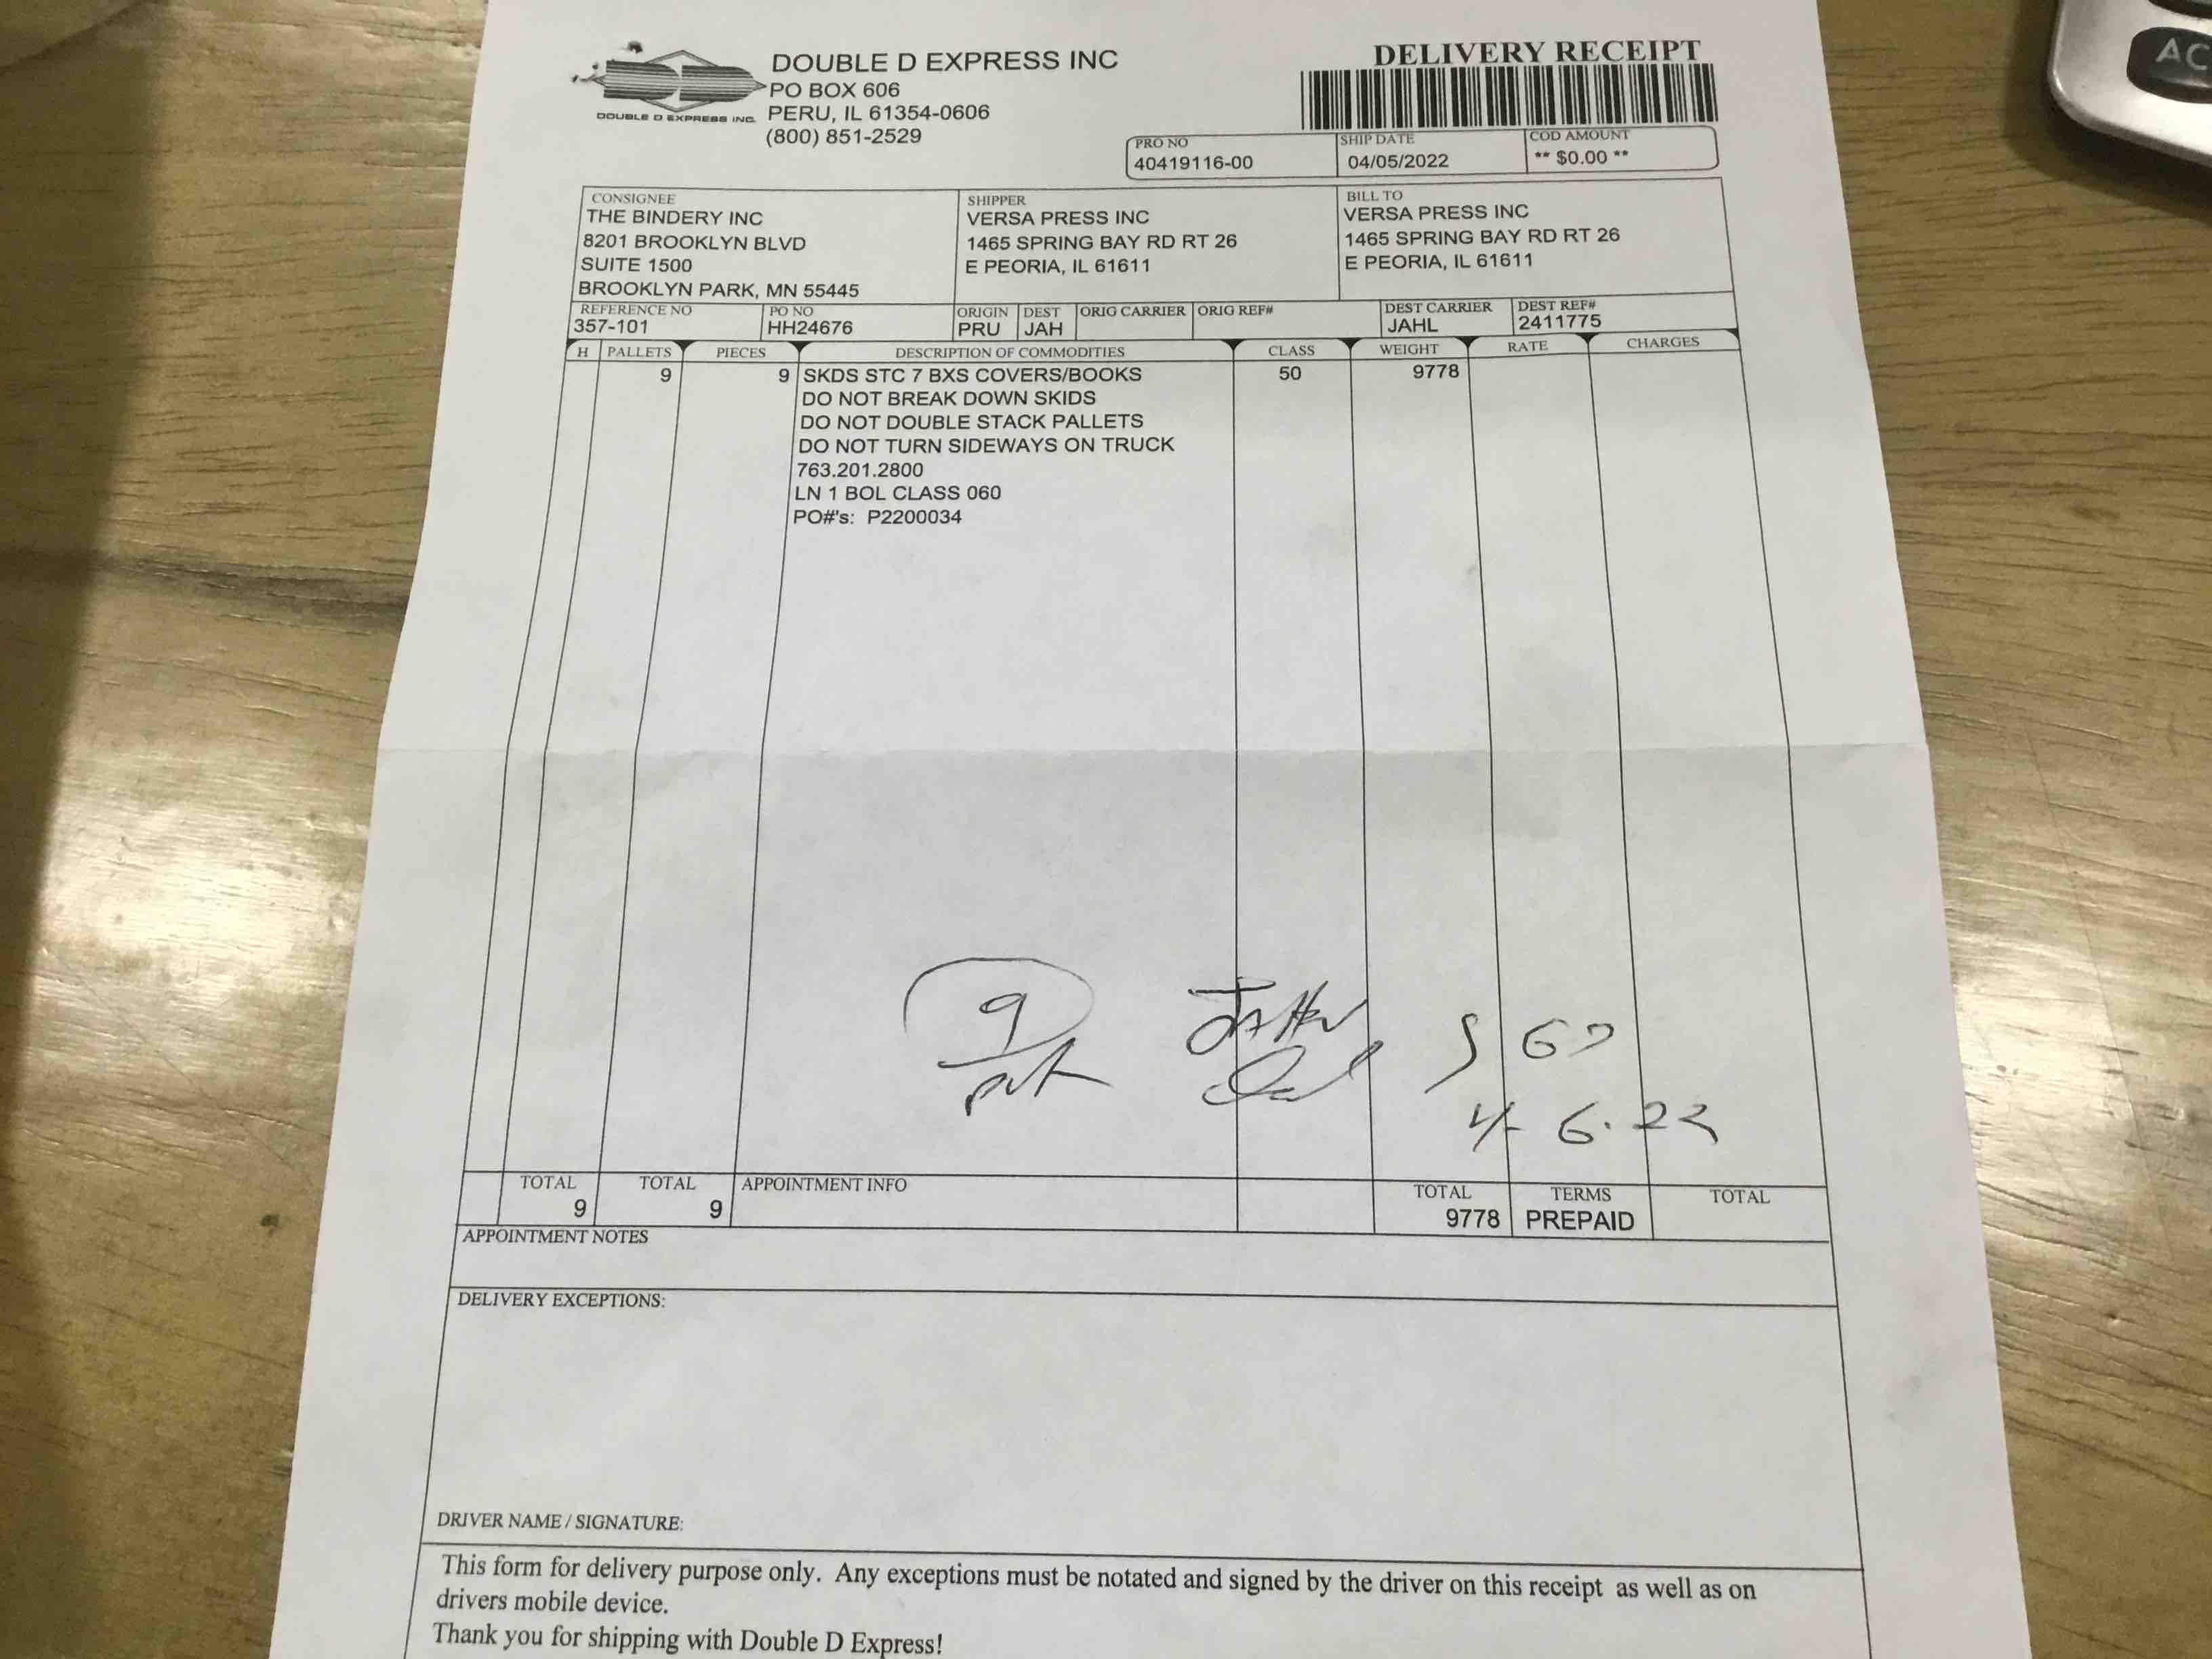 DOUBLE D EXPRESS INC
PO BOX 606
PERU, IL 61354-0606
(800) 851-2529
DOUBLE D EXPRESS INC.
DELIVERY RECEIPT
PRO NO
40419116-00
SHIP DATE
04/05/2022
COD AMOUNT
** $0.00 **
CONSIGNEE
THE BINDERY INC
8201 BROOKLYN BLVD
SUITE 1500
BROOKLYN PARK, MN 55445
SHIPPER
VERSA PRESS INC
1465 SPRING BAY RD RT 26
E PEORIA, IL 61611
BILL TO
VERSA PRESS INC
1465 SPRING BAY RD RT 26
E PEORIA, IL 61611
REFERENCE NO
357-101
PO NO
HH24676
ORIGIN
PRU
DEST
JAH
ORIG CARRIER
ORIG REF#
DEST CARRIER
JAHL
DEST REF#
2411775
H PALLETS PIECES DESCRIPTION OF COMMODITIES CLASS WEIGHT RATE CHARGES
9 9 SKDS STC 7 BXS COVERS/BOOKS 50 9778
DO NOT BREAK DOWN SKIDS
DO NOT DOUBLE STACK PALLETS
DO NOT TURN SIDEWAYS ON TRUCK
763.201.2800
LN 1 BOL CLASS 060
PO#'s: P2200034
9
4/- 6.22
TOTAL
9
TOTAL
9
APPOINTMENT INFO
TOTAL
9778
TERMS
PREPAID
TOTAL
APPOINTMENT NOTES
DELIVERY EXCEPTIONS:
DRIVER NAME / SIGNATURE:
This form for delivery purpose only. Any exceptions must be notated and signed by the driver on this receipt as well as on
drivers mobile device.
Thank you for shipping with Double D Express!
AC